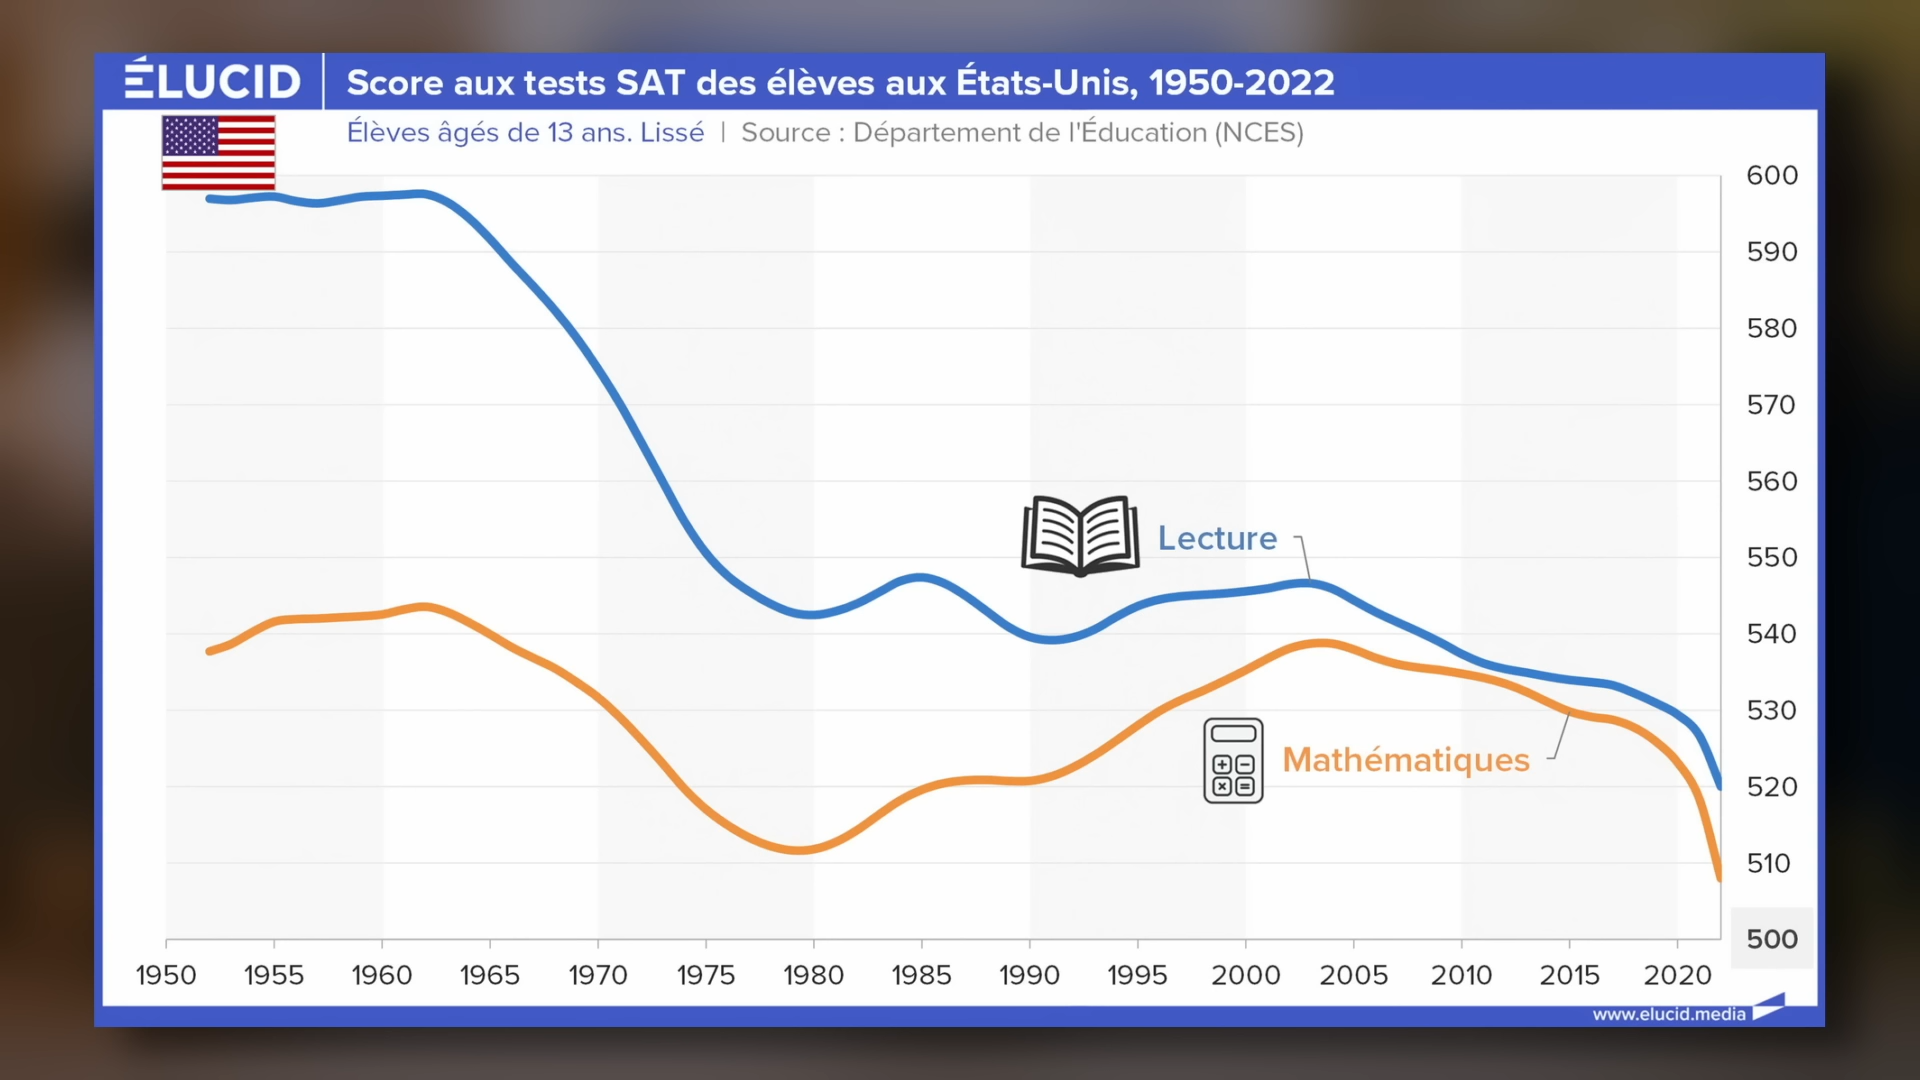 ÉLUCID
Score aux tests SAT des élèves aux États-Unis, 1950-2022
Élèves âgés de 13 ans. Lissé | Source : Département de l'Éducation (NCES)
600
590
580
570
560
550
540
530
520
510
500
Lecture
Mathématiques
1950 1955 1960 1965 1970 1975 1980 1985 1990 1995 2000 2005 2010 2015 2020
www.elucid.media